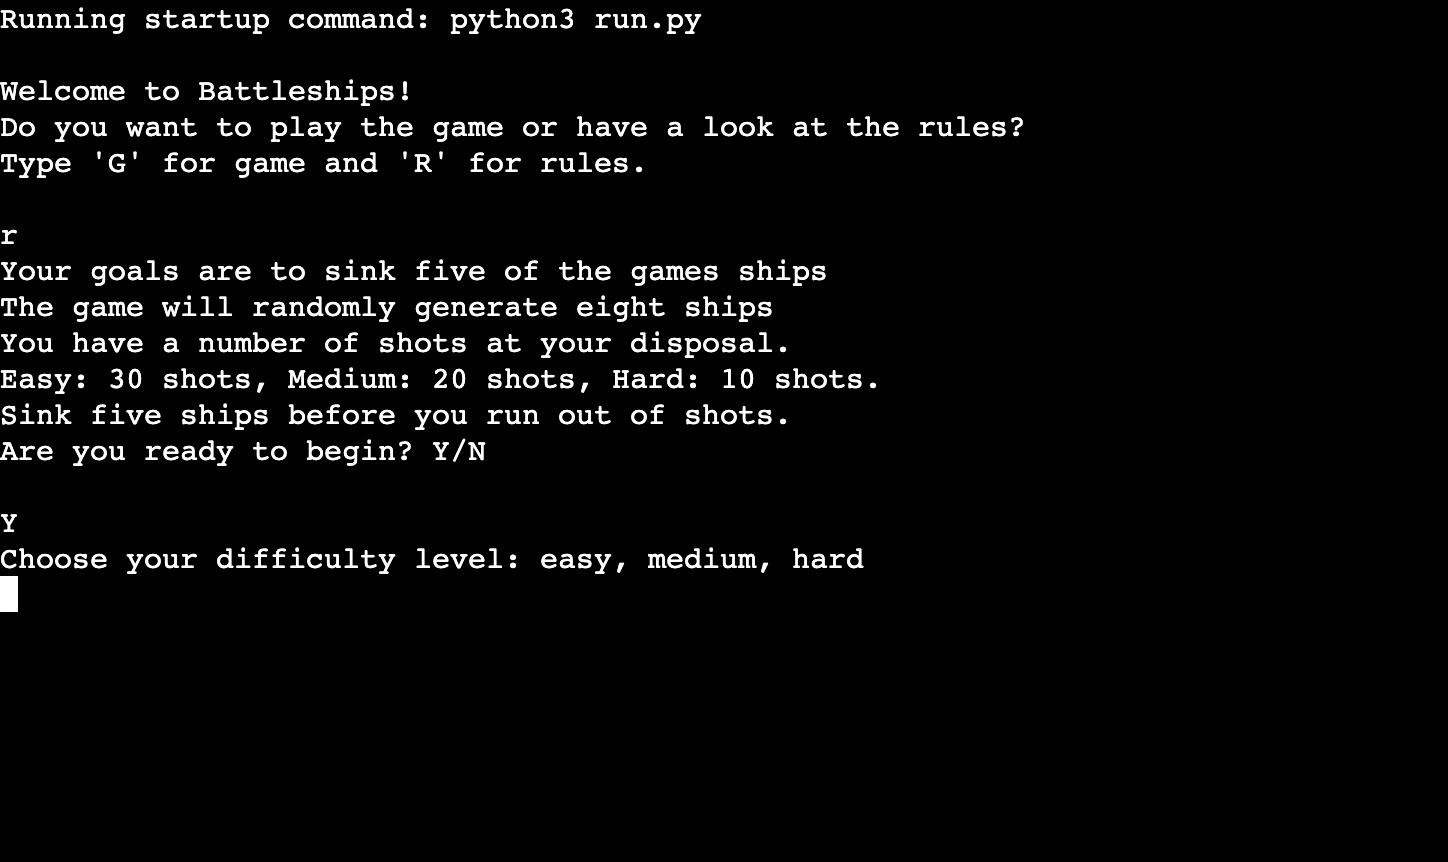 Running startup command: python3 run.py
Welcome to Battleships!
Do you want to play the game or have a look at the rules?
Type 'G' for game and 'R' for rules.
r
Your goals are to sink five of the games ships
The game will randomly generate eight ships
You have a number of shots at your disposal.
Easy: 30 shots, Medium: 20 shots, Hard: 10 shots.
Sink five ships before you run out of shots.
Are you ready to begin? Y/N
Y
Choose your difficulty level: easy, medium, hard